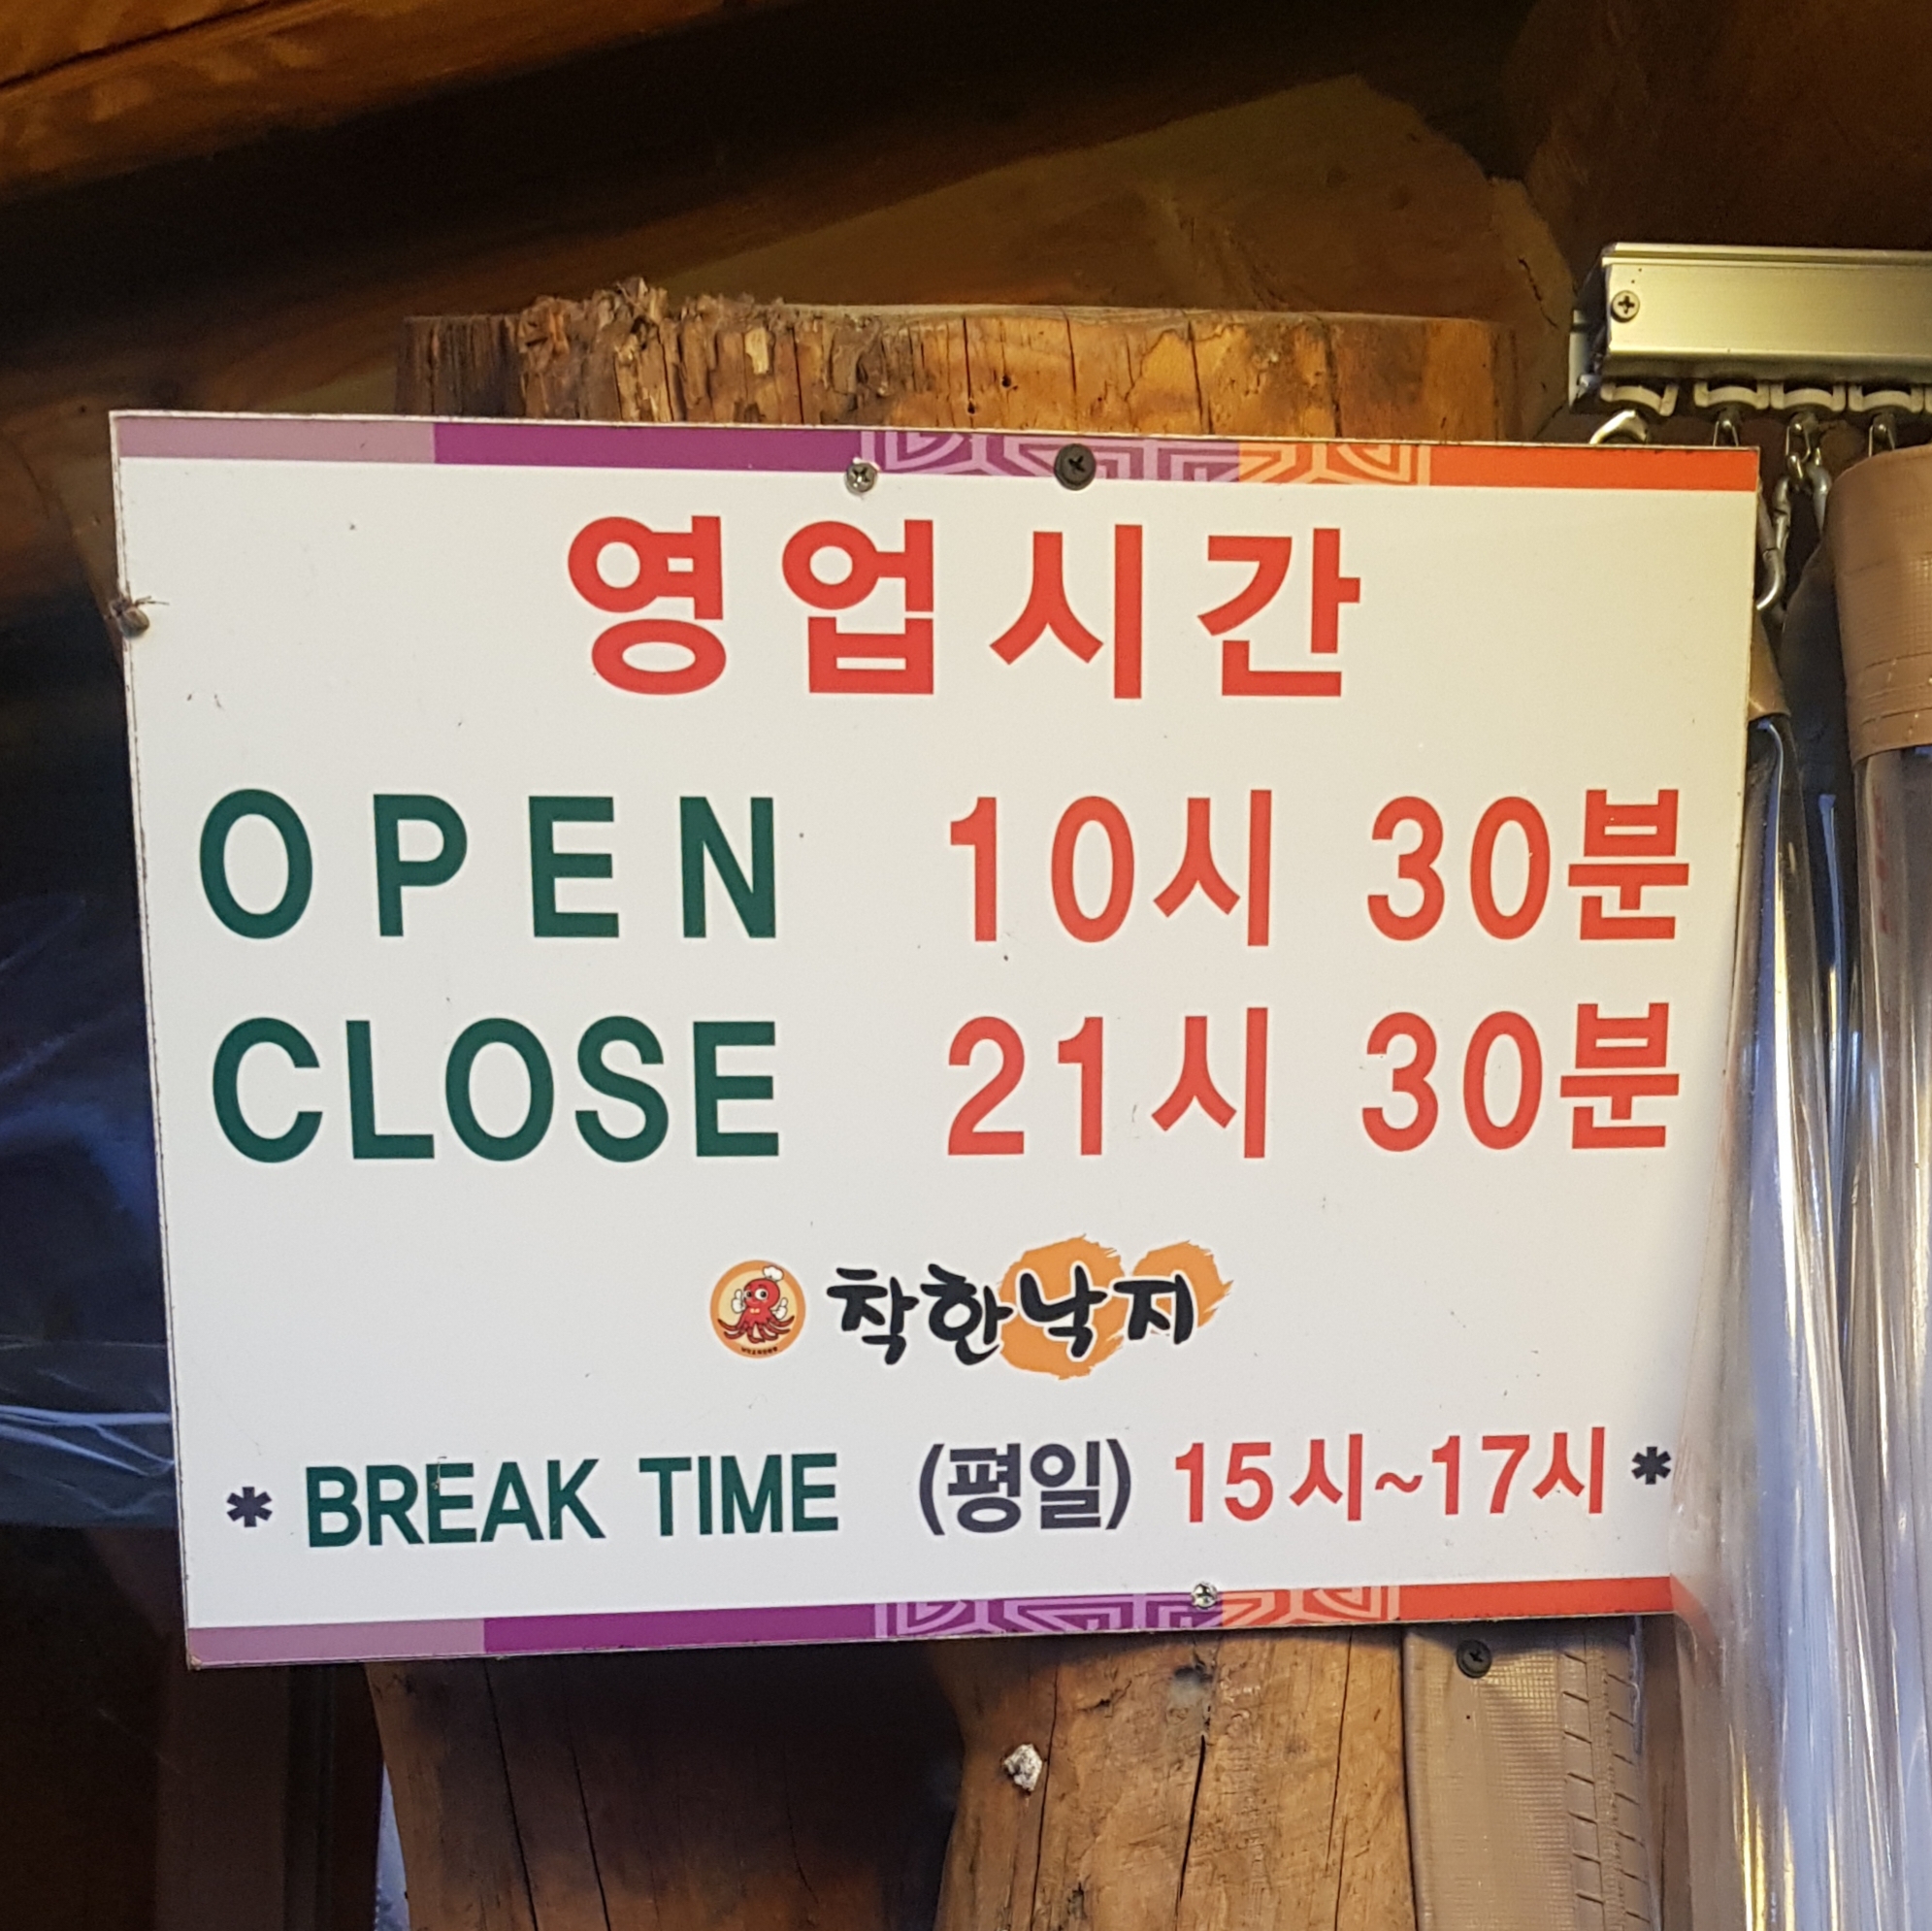 영업시간
OPEN 10시 30분
CLOSE 21시 30분
착한낙지
* BREAK TIME (평일) 15시~17시 *